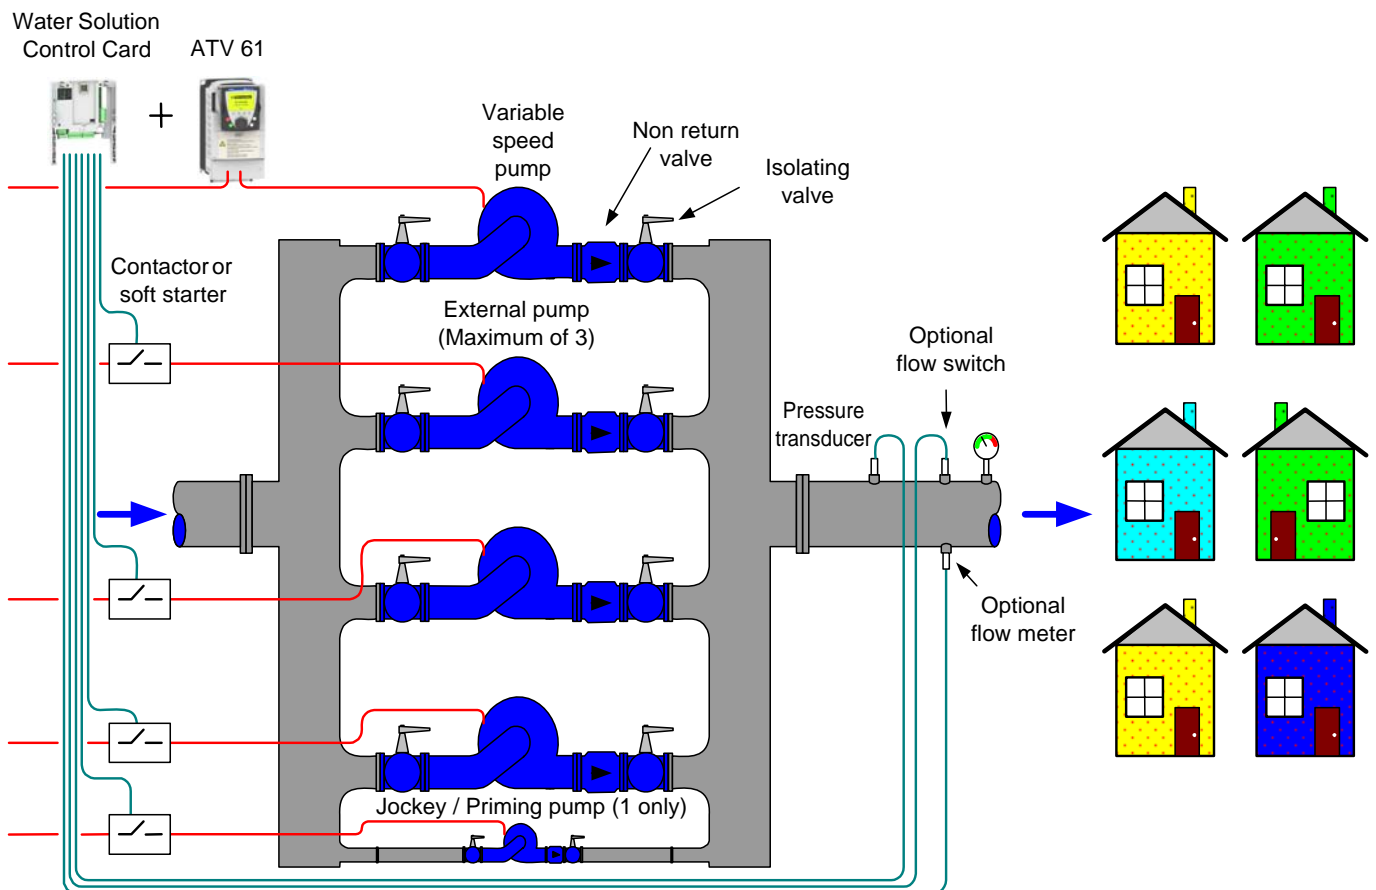 Water Solution
Control Card
ATV 61
+
Variable
speed
pump
Non return
valve
Isolating
valve
Contactor or
soft starter
External pump
(Maximum of 3)
Optional
flow switch
Pressure
transducer
Optional
flow meter
Jockey / Priming pump (1 only)